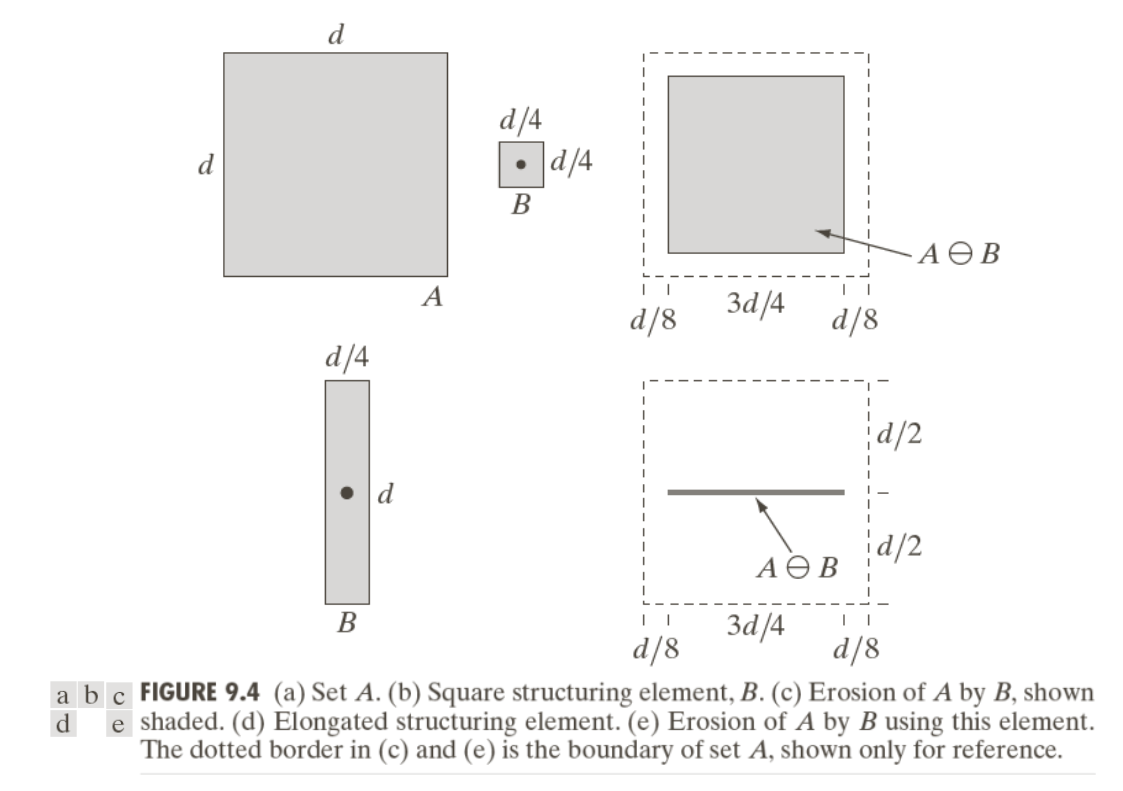 d
d
A
d/4
d/4
B
A ⊖ B
d/8
3d/4
d/8
d/4
d
B
d/2
d/2
A ⊖ B
d/8
3d/4
d/8
a b c
d e
FIGURE 9.4 (a) Set A. (b) Square structuring element, B. (c) Erosion of A by B, shown
shaded. (d) Elongated structuring element. (e) Erosion of A by B using this element.
The dotted border in (c) and (e) is the boundary of set A, shown only for reference.